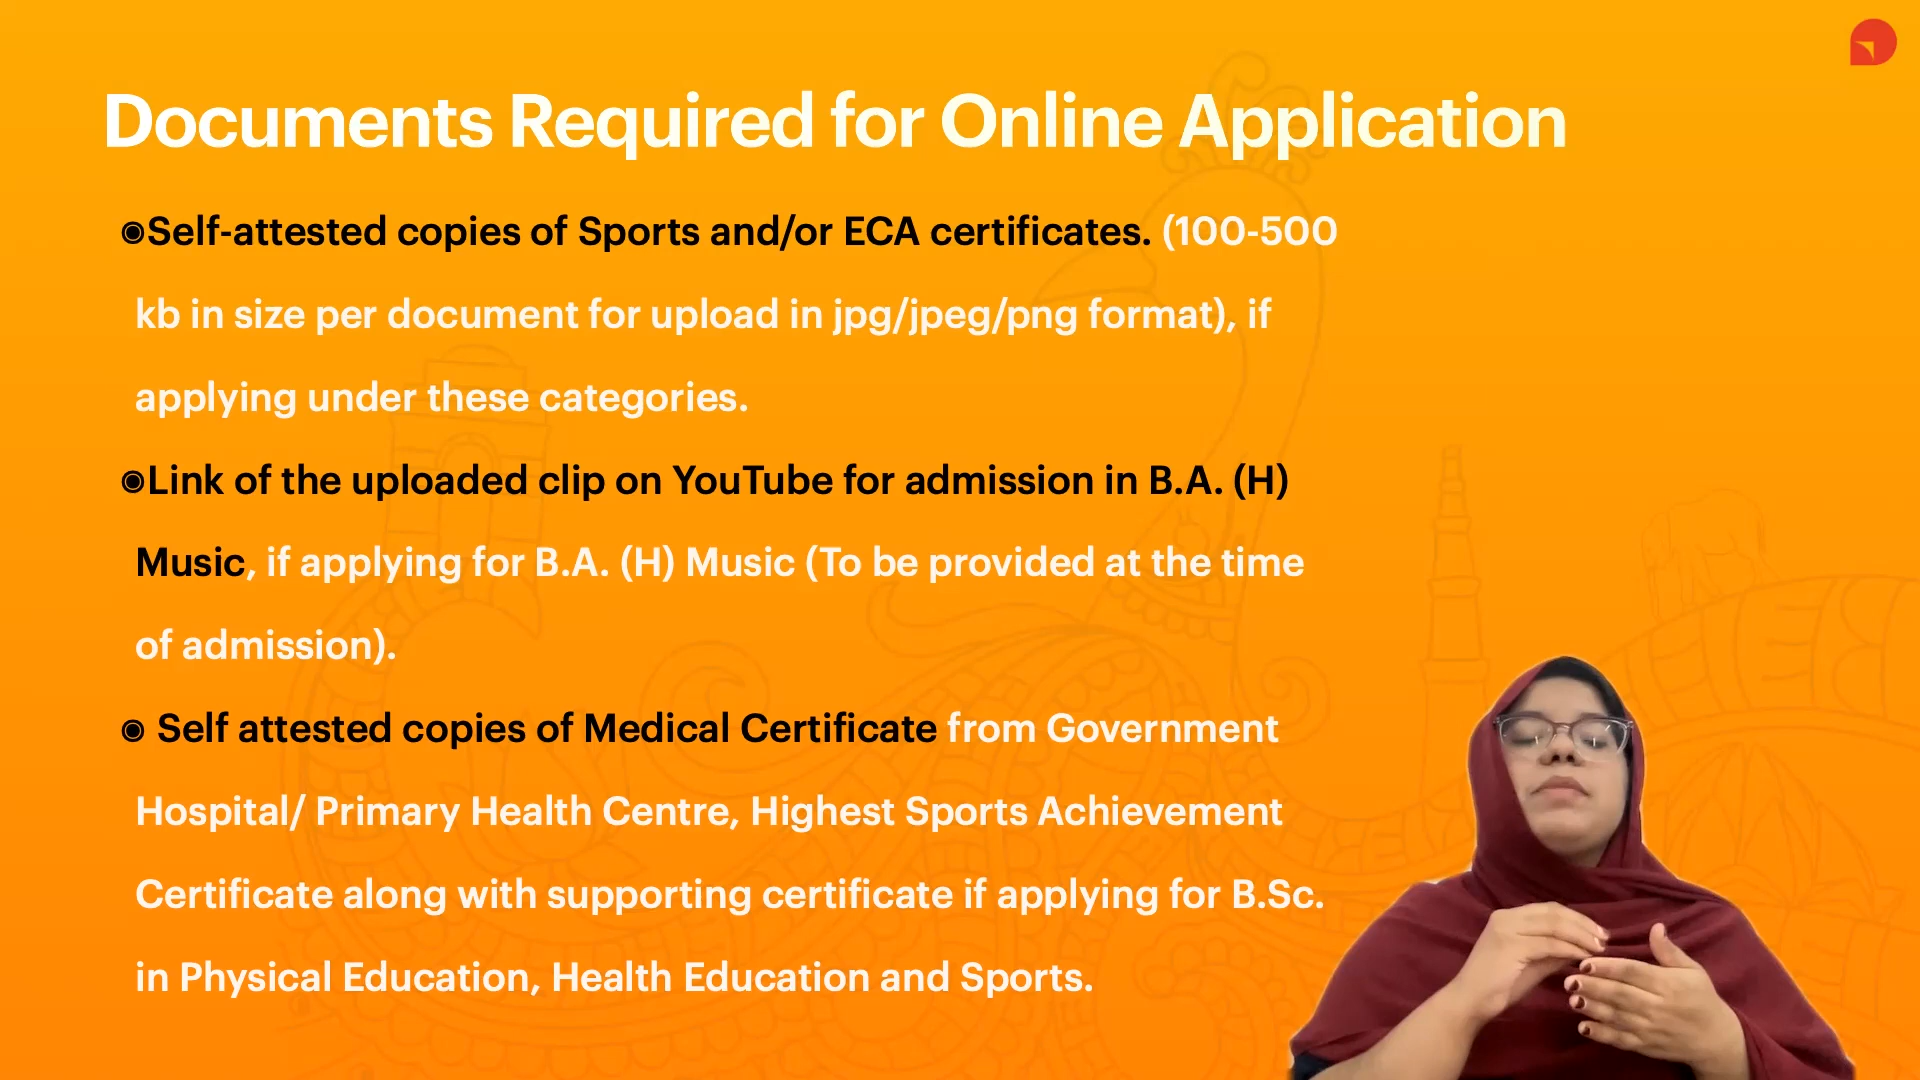 Documents Required for Online Application
◉Self-attested copies of Sports and/or ECA certificates. (100-500
kb in size per document for upload in jpg/jpeg/png format), if
applying under these categories.
◉Link of the uploaded clip on YouTube for admission in B.A. (H)
Music, if applying for B.A. (H) Music (To be provided at the time
of admission).
◉ Self attested copies of Medical Certificate from Government
Hospital/ Primary Health Centre, Highest Sports Achievement
Certificate along with supporting certificate if applying for B.Sc.
in Physical Education, Health Education and Sports.